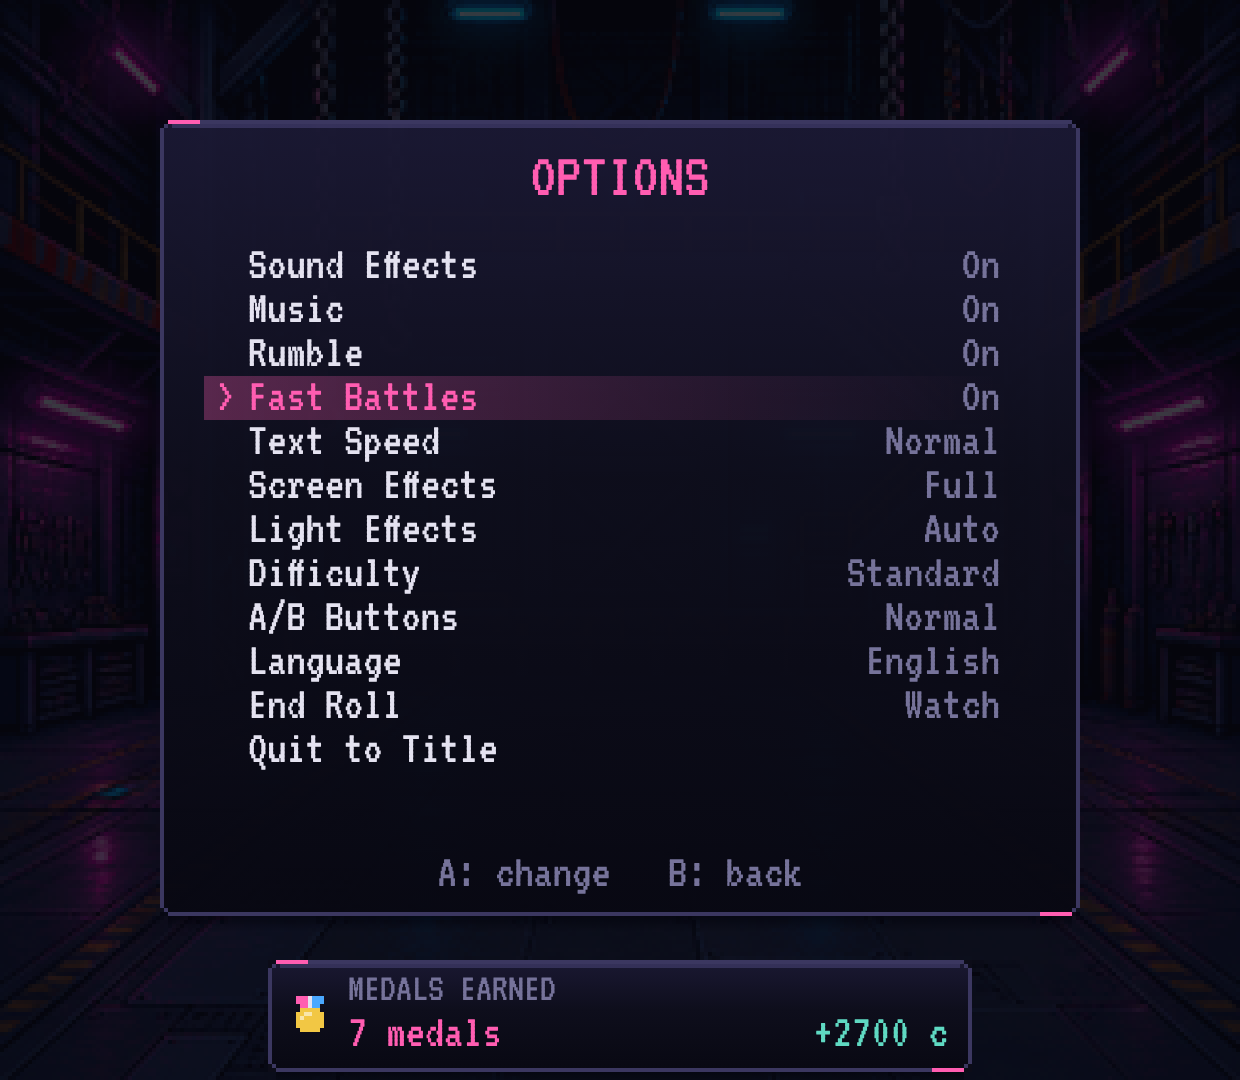 OPTIONS
Sound Effects On
Music On
Rumble On
> Fast Battles On
Text Speed Normal
Screen Effects Full
Light Effects Auto
Difficulty Standard
A/B Buttons Normal
Language English
End Roll Watch
Quit to Title
A: change B: back
MEDALS EARNED
7 medals +2700 c